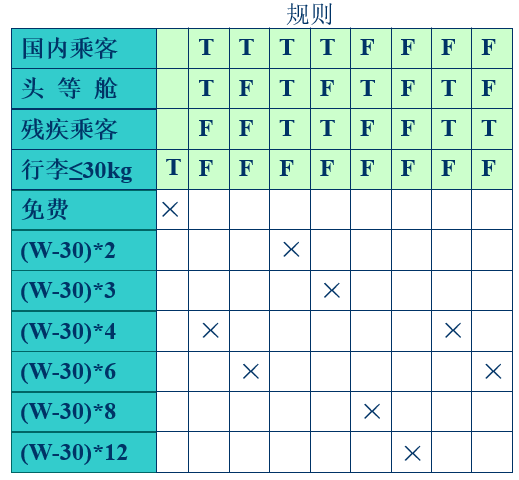 规则
国内乘客 T T T T F F F F
头 等 舱 T F T F T F T F
残疾乘客 F F T T F F T T
行李≤30kg T F F F F F F F F
免费 ×
(W-30)*2 ×
(W-30)*3 ×
(W-30)*4 × ×
(W-30)*6 × ×
(W-30)*8 ×
(W-30)*12 ×